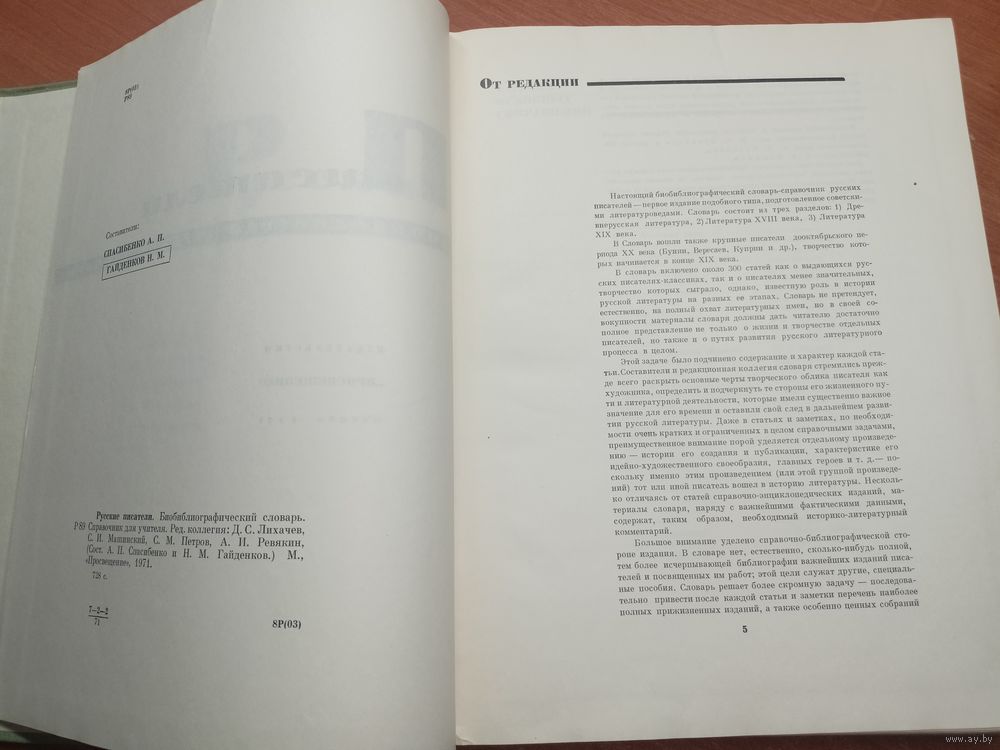 8Р(03)
Р89
Составители:
СПАСИБЕНКО А. П.
ГАЙДЕНКОВ Н. М.
Русские писатели. Биобиблиографический словарь.
Р 89 Справочник для учителя. Ред. коллегия: Д. С. Лихачев,
С. И. Машинский, С. М. Петров, А. И. Ревякин,
(Сост. А. П. Спасибенко и Н. М. Гайденков.) М.,
«Просвещение», 1971.
728 с.
7—2—2
71
8Р(03)
От редакции
Настоящий биобиблиографический словарь-справочник русских
писателей — первое издание подобного типа, подготовленное советски-
ми литературоведами. Словарь состоит из трех разделов: 1) Дре-
внерусская литература, 2) Литература XVIII века, 3) Литература
XIX века.
В Словарь вошли также крупные писатели дооктябрьского пе-
риода XX века (Бунин, Вересаев, Куприн и др.), творчество кото-
рых начинается в конце XIX века.
В словарь включено около 300 статей как о выдающихся рус-
ских писателях-классиках, так и о писателях менее значительных,
творчество которых сыграло, однако, известную роль в истории
русской литературы на разных ее этапах. Словарь не претендует,
естественно, на полный охват литературных имен, но в своей со-
вокупности материалы словаря должны дать читателю достаточно
полное представление не только о жизни и творчестве отдельных
писателей, но также и о путях развития русского литературного
процесса в целом.
Этой задаче было подчинено содержание и характер каждой ста-
тьи. Составители и редакционная коллегия словаря стремились преж-
де всего раскрыть основные черты творческого облика писателя как
художника, определить и подчеркнуть те стороны его жизненного пу-
ти и литературной деятельности, которые имели существенно важное
значение для его времени и оставили свой след в дальнейшем разви-
тии русской литературы. Даже в статьях и заметках, по необходи-
мости очень кратких и ограниченных в целом справочными задачами,
преимущественное внимание порой уделяется отдельному произведе-
нию — истории его создания и публикации, характеристике его
идейно-художественного своеобразия, главных героев и т. д.— по-
скольку именно этим произведением (или этой группой произведе-
ний) тот или иной писатель вошел в историю литературы. Несколь-
ко отличаясь от статей справочно-энциклопедических изданий, ма-
териалы словаря, наряду с важнейшими фактическими данными,
содержат, таким образом, необходимый историко-литературный
комментарий.
Большое внимание уделено справочно-библиографической сто-
роне издания. В словаре нет, естественно, сколько-нибудь полной,
тем более исчерпывающей библиографии важнейших изданий писа-
телей и посвященных им работ; этой цели служат другие, специаль-
ные пособия. Словарь решает более скромную задачу — последова-
тельно привести после каждой статьи и заметки перечень наиболее
полных прижизненных изданий, а также особенно ценных собраний
5
www.ay.by